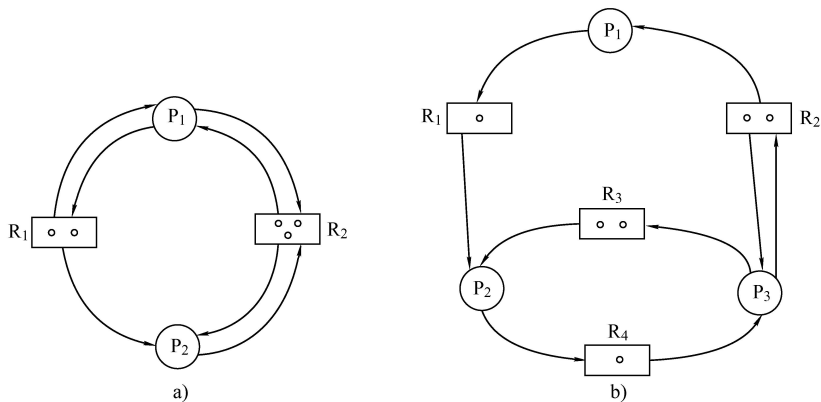 P₁
R₁
R₂
P₂
a)
P₁
R₁
R₂
R₃
P₂
P₃
R₄
b)